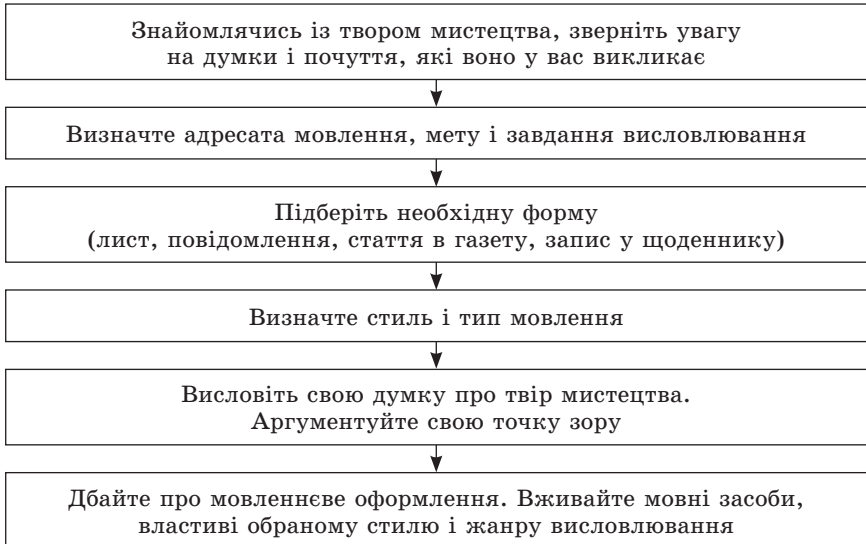 Знайомлячись із твором мистецтва, зверніть увагу
на думки і почуття, які воно у вас викликає
Визначте адресата мовлення, мету і завдання висловлювання
Підберіть необхідну форму
(лист, повідомлення, стаття в газету, запис у щоденнику)
Визначте стиль і тип мовлення
Висловіть свою думку про твір мистецтва.
Аргументуйте свою точку зору
Дбайте про мовленнєве оформлення. Вживайте мовні засоби,
властиві обраному стилю і жанру висловлювання